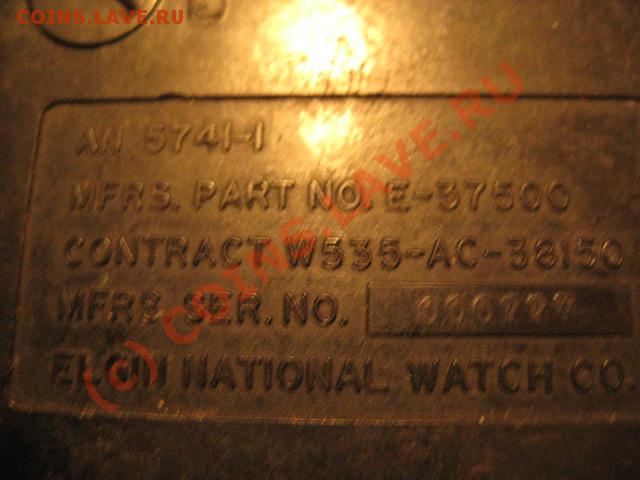 COINS.LAVE.RU
AN 5741-1
MFRS. PART NO. E-37500
CONTRACT W535-AC-38150
MFRS. SER. NO.
ELGIN NATIONAL WATCH CO.
(c) COINS.LAVE.RU